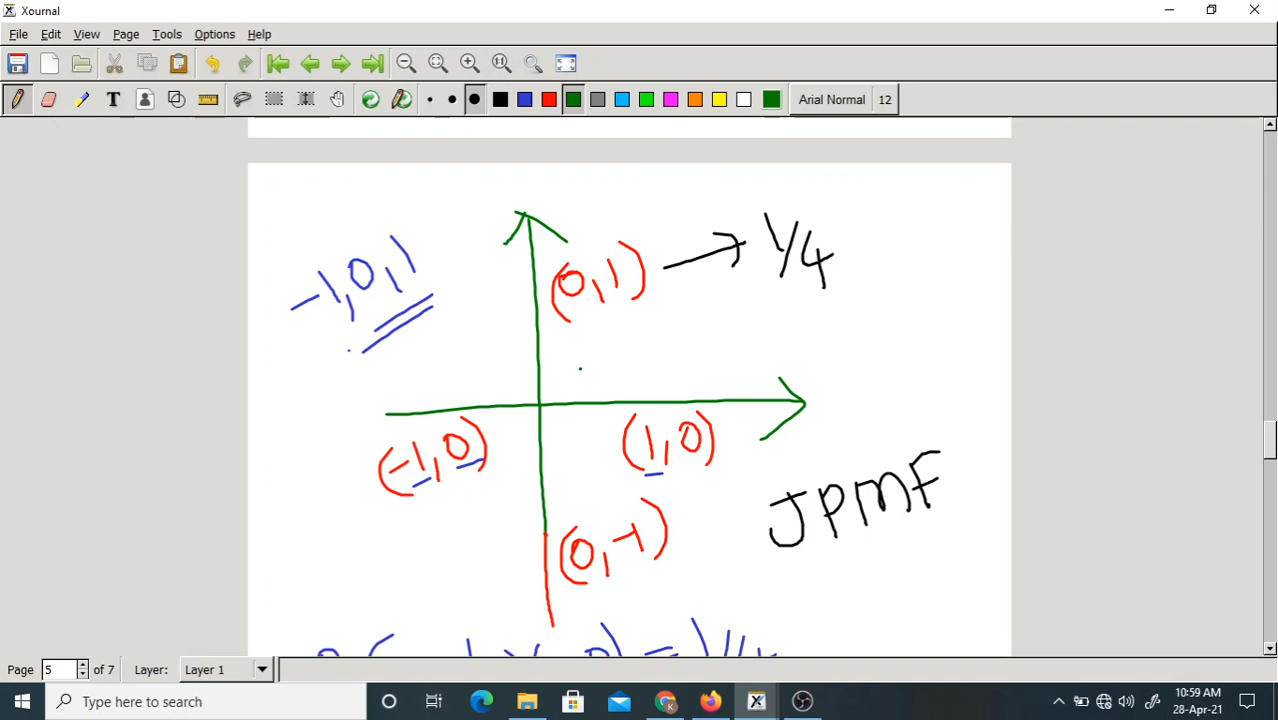 Xournal
File Edit View Page Tools Options Help
Arial Normal 12
-1,0,1
(0,1) → 1/4
(-1,0)
(1,0)
JPMF
(0,-1)
= 1/4
Page 5 of 7 Layer: Layer 1
Type here to search
10:59 AM
28-Apr-21